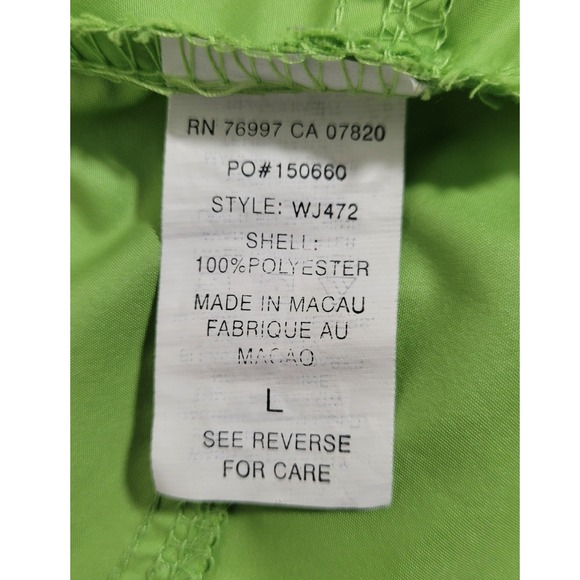 RN 76997 CA 07820
PO#150660
STYLE: WJ472
SHELL:
100%POLYESTER
MADE IN MACAU
FABRIQUE AU
MACAO
L
SEE REVERSE
FOR CARE